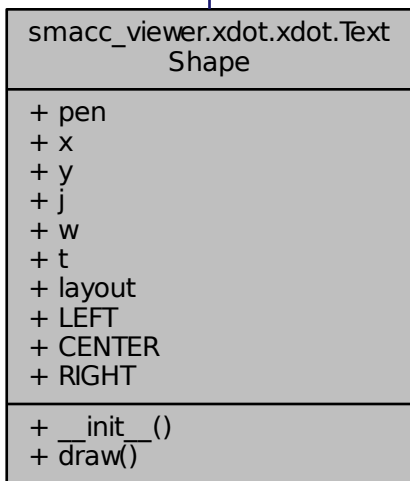 smacc_viewer.xdot.xdot.Text
Shape
+ pen
+ x
+ y
+ j
+ w
+ t
+ layout
+ LEFT
+ CENTER
+ RIGHT
+ __init__()
+ draw()